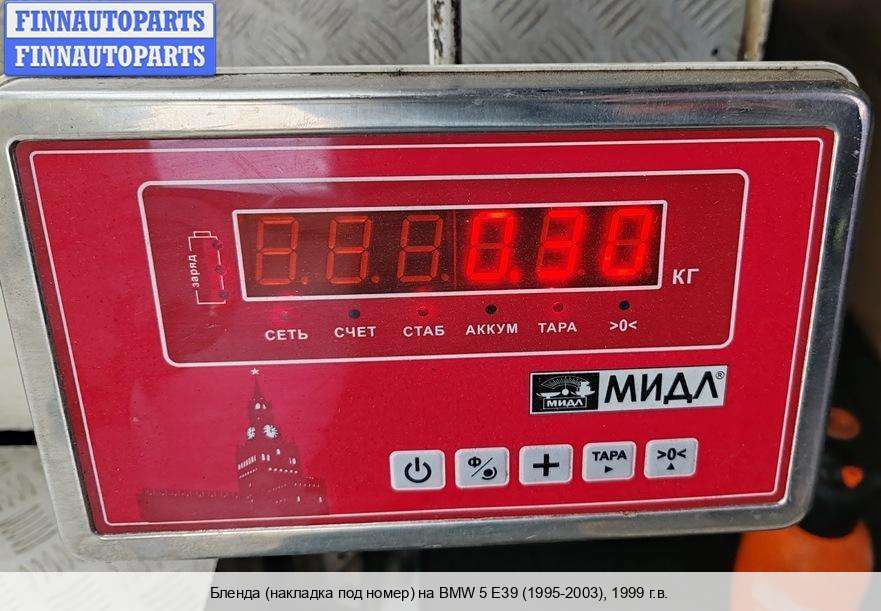 FINNAUTOPARTS
FINNAUTOPARTS
заряд
0.30
КГ
СЕТЬ СЧЕТ СТАБ АККУМ ТАРА >0<
МИДЛ
МИДЛ®
Ф
ТАРА
>0<
Бленда (накладка под номер) на BMW 5 E39 (1995-2003), 1999 г.в.